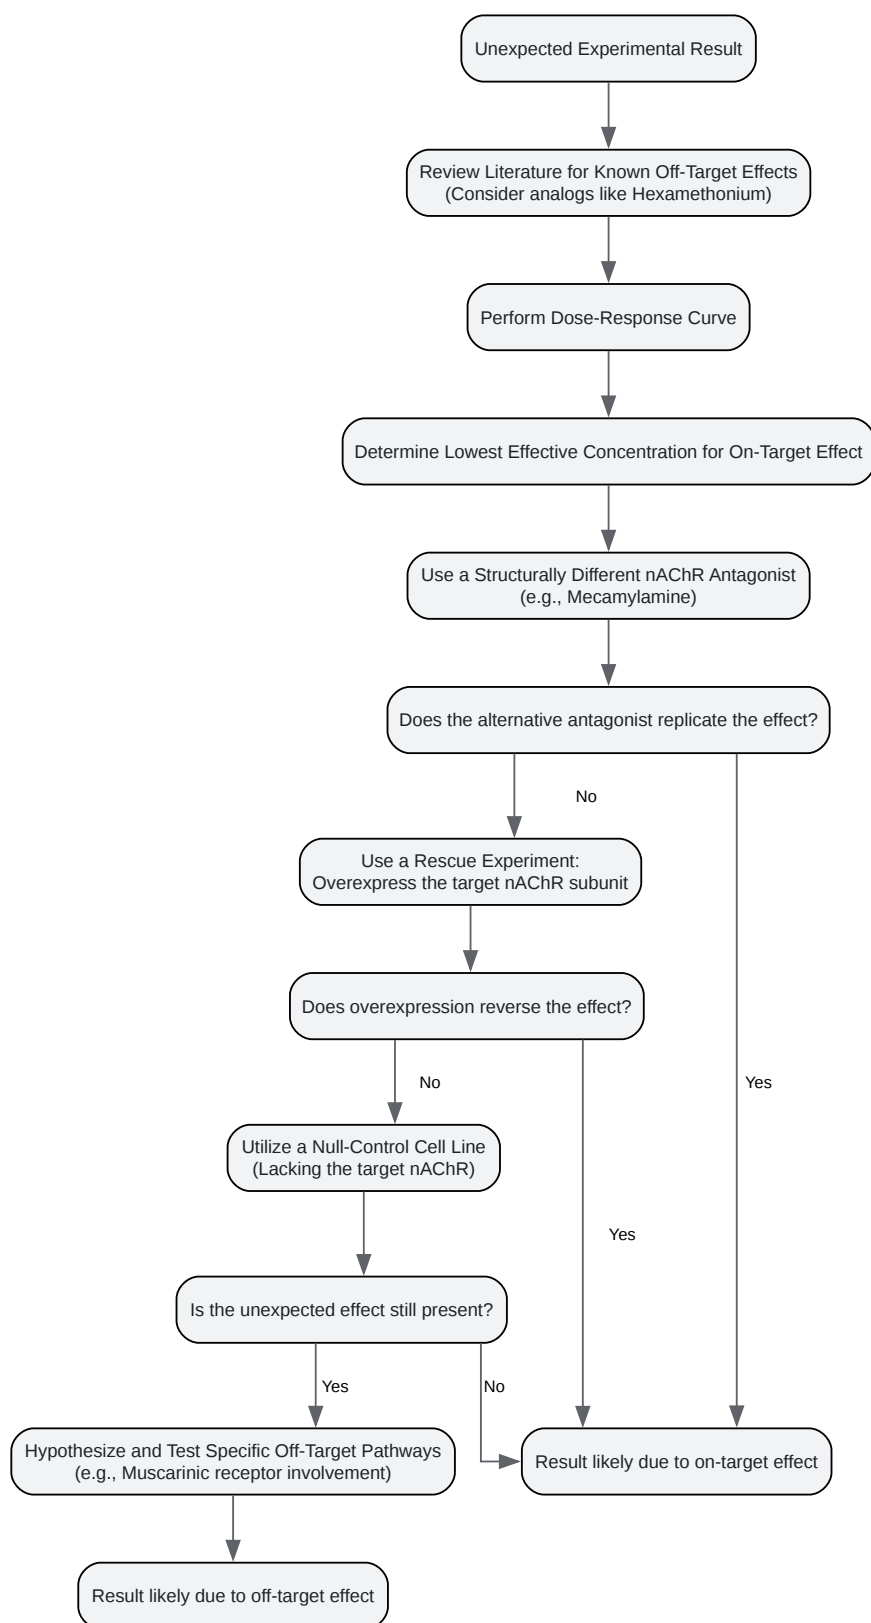 Unexpected Experimental Result
Review Literature for Known Off-Target Effects
(Consider analogs like Hexamethonium)
Perform Dose-Response Curve
Determine Lowest Effective Concentration for On-Target Effect
Use a Structurally Different nAChR Antagonist
(e.g., Mecamylamine)
Does the alternative antagonist replicate the effect?
No
Use a Rescue Experiment:
Overexpress the target nAChR subunit
Does overexpression reverse the effect?
No
Yes
Utilize a Null-Control Cell Line
(Lacking the target nAChR)
Yes
Is the unexpected effect still present?
Yes
No
Hypothesize and Test Specific Off-Target Pathways
(e.g., Muscarinic receptor involvement)
Result likely due to on-target effect
Result likely due to off-target effect